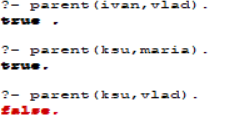 ?- parent(ivan,vlad).
true .
?- parent(ksu,maria).
true.
?- parent(ksu,vlad).
false.